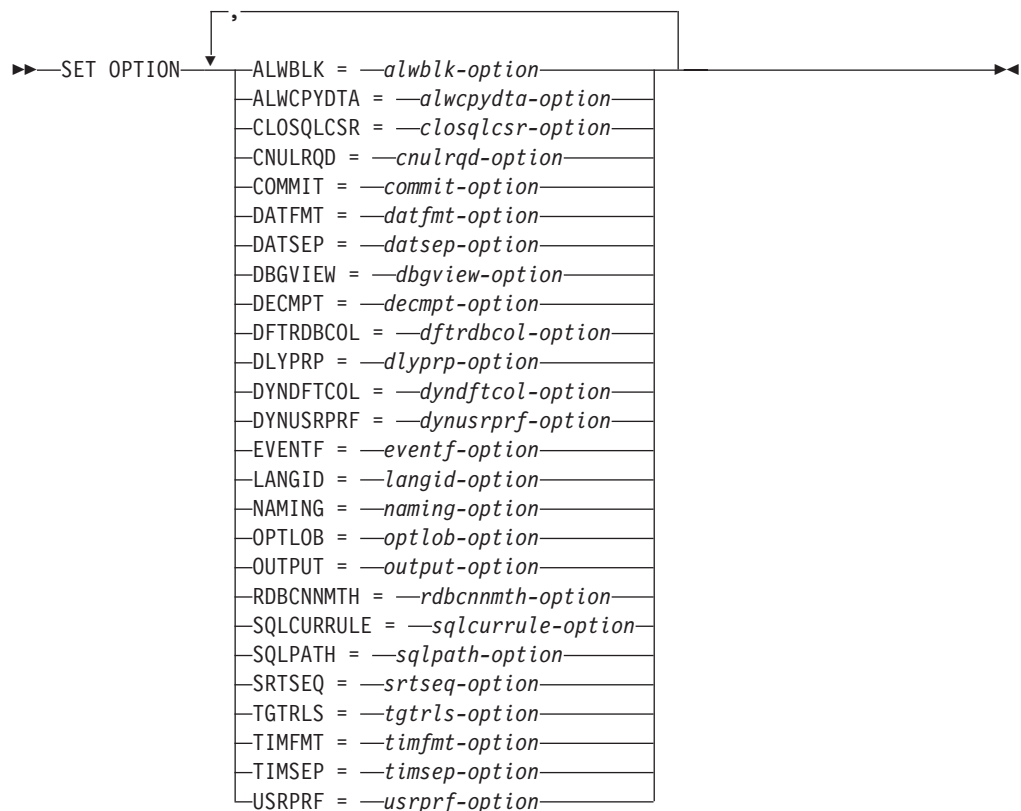 ,
SET OPTION ALWBLK = alwblk-option
ALWCPYDTA = alwcpydta-option
CLOSQLCSR = closqlcsr-option
CNULRQD = cnulrqd-option
COMMIT = commit-option
DATFMT = datfmt-option
DATSEP = datsep-option
DBGVIEW = dbgview-option
DECMPT = decmpt-option
DFTRDBCOL = dftrdbcol-option
DLYPRP = dlyprp-option
DYNDFTCOL = dyndftcol-option
DYNUSRPRF = dynusrprf-option
EVENTF = eventf-option
LANGID = langid-option
NAMING = naming-option
OPTLOB = optlob-option
OUTPUT = output-option
RDBCNNMTH = rdbcnnmth-option
SQLCURRULE = sqlcurrule-option
SQLPATH = sqlpath-option
SRTSEQ = srtseq-option
TGTRLS = tgtrls-option
TIMFMT = timfmt-option
TIMSEP = timsep-option
USRPRF = usrprf-option